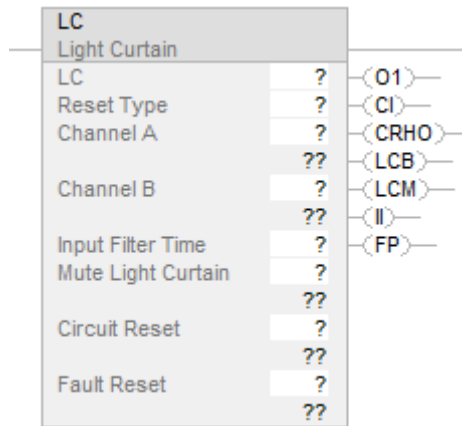 LC
Light Curtain
LC ? O1
Reset Type ? CI
Channel A ? CRHO
?? LCB
Channel B ? LCM
?? II
Input Filter Time ? FP
Mute Light Curtain ?
??
Circuit Reset ?
??
Fault Reset ?
??